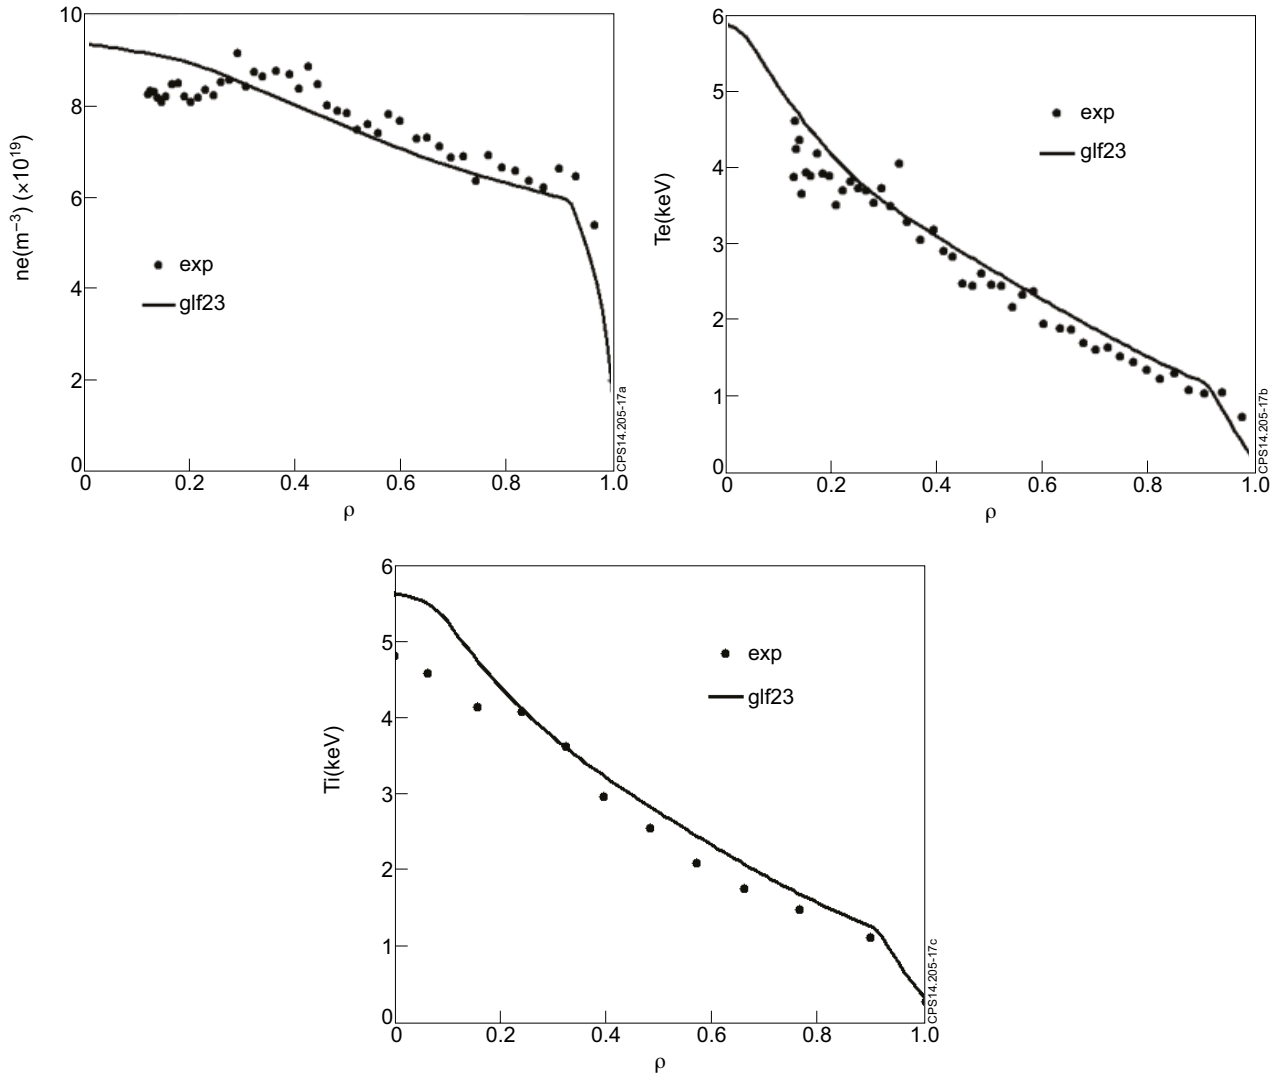 10
8
6
4
2
0
ne(m⁻³) (×10¹⁹)
exp
glf23
0
0.2
0.4
0.6
0.8
1.0
ρ
CPS14.205-17a
6
5
4
3
2
1
0
Te(keV)
exp
glf23
0
0.2
0.4
0.6
0.8
1.0
ρ
CPS14.205-17b
6
5
4
3
2
1
0
Ti(keV)
exp
glf23
0
0.2
0.4
0.6
0.8
1.0
ρ
CPS14.205-17c